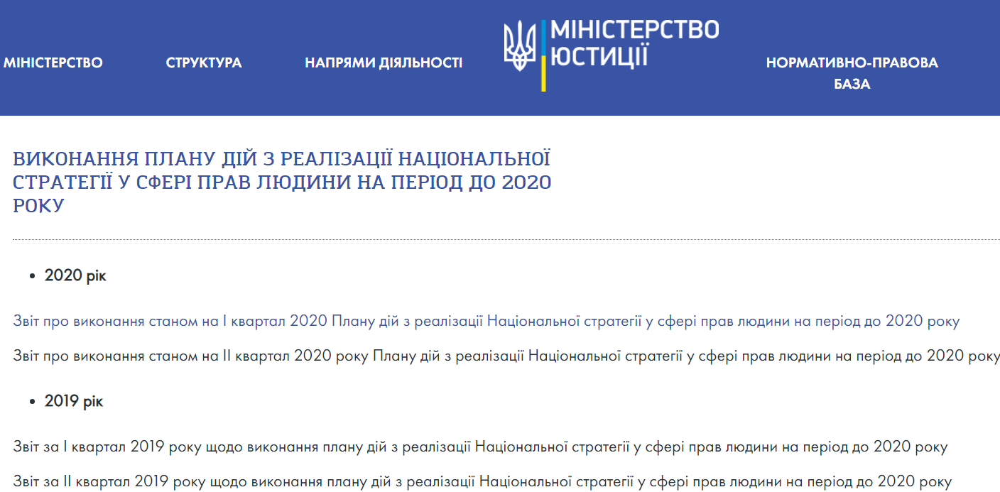 МІНІСТЕРСТВО
СТРУКТУРА
НАПРЯМИ ДІЯЛЬНОСТІ
МІНІСТЕРСТВО
ЮСТИЦІЇ
НОРМАТИВНО-ПРАВОВА
БАЗА
ВИКОНАННЯ ПЛАНУ ДІЙ З РЕАЛІЗАЦІЇ НАЦІОНАЛЬНОЇ
СТРАТЕГІЇ У СФЕРІ ПРАВ ЛЮДИНИ НА ПЕРІОД ДО 2020
РОКУ
• 2020 рік
Звіт про виконання станом на І квартал 2020 Плану дій з реалізації Національної стратегії у сфері прав людини на період до 2020 року
Звіт про виконання станом на ІІ квартал 2020 року Плану дій з реалізації Національної стратегії у сфері прав людини на період до 2020 року
• 2019 рік
Звіт за І квартал 2019 року щодо виконання плану дій з реалізації Національної стратегії у сфері прав людини на період до 2020 року
Звіт за ІІ квартал 2019 року щодо виконання плану дій з реалізації Національної стратегії у сфері прав людини на період до 2020 року